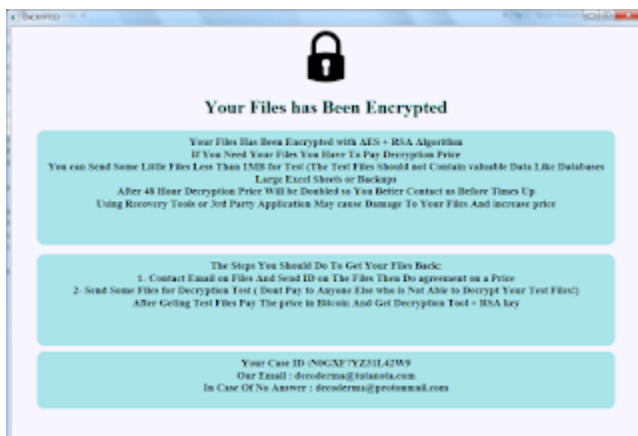 ENCRYPTED
Your Files has Been Encrypted
Your Files Has Been Encrypted with AES + RSA Algorithm
If You Need Your Files You Have To Pay Decryption Price
You can Send Some Little Files Less Than 1MB for Test (The Test Files Should not Contain valuable Data Like Databases
Large Excel Sheets or Backups
After 48 Hour Decryption Price Will be Doubled so You Better Contact us Before Times Up
Using Recovery Tools or 3rd Party Application May cause Damage To Your Files And increase price
The Steps You Should Do To Get Your Files Back:
1- Contact Email on Files And Send ID on The Files Then Do agreement on a Price
2- Send Some Files for Decryption Test ( Dont Pay to Anyone Else who is Not Able to Decrypt Your Test Files!)
After Geting Test Files Pay The price in Bitcoin And Get Decryption Tool + RSA key
Your Case ID :N0GXF7YZ31L42W9
Our Email : decoderma@tutanota.com
In Case Of No Answer : decoderma@protonmail.com